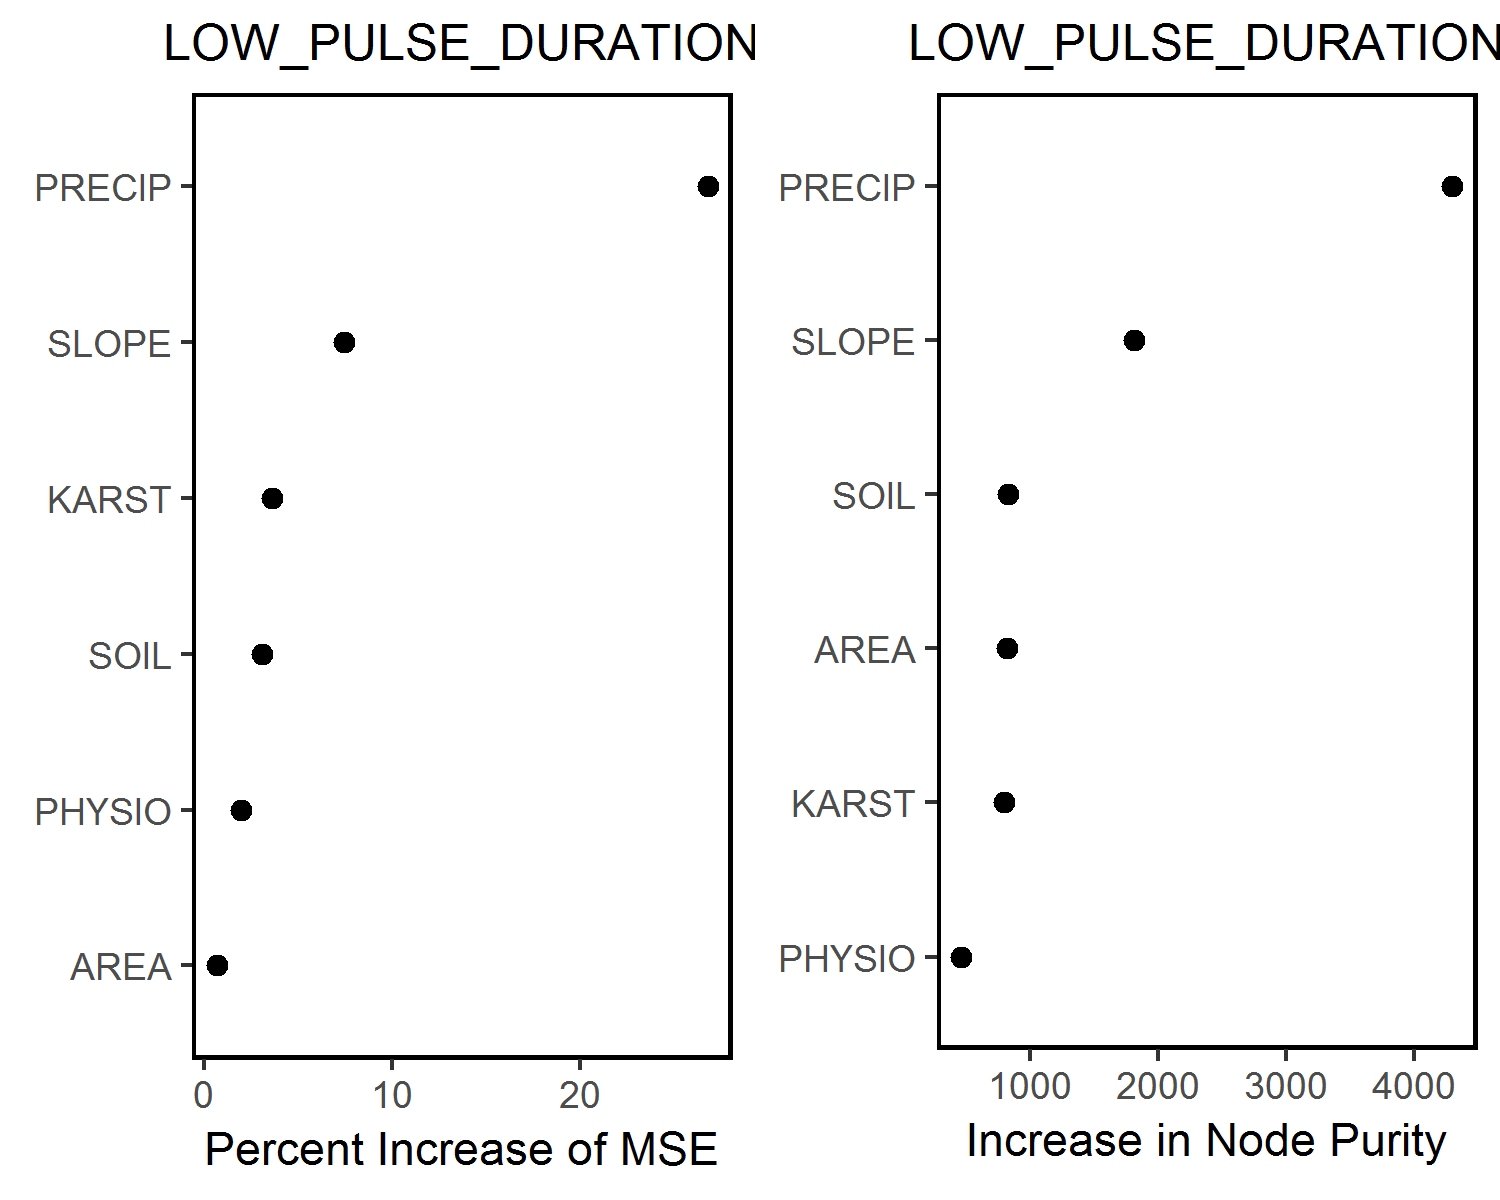 LOW_PULSE_DURATION
PRECIP
SLOPE
KARST
SOIL
PHYSIO
AREA
0 10 20
Percent Increase of MSE
LOW_PULSE_DURATION
PRECIP
SLOPE
SOIL
AREA
KARST
PHYSIO
1000 2000 3000 4000
Increase in Node Purity